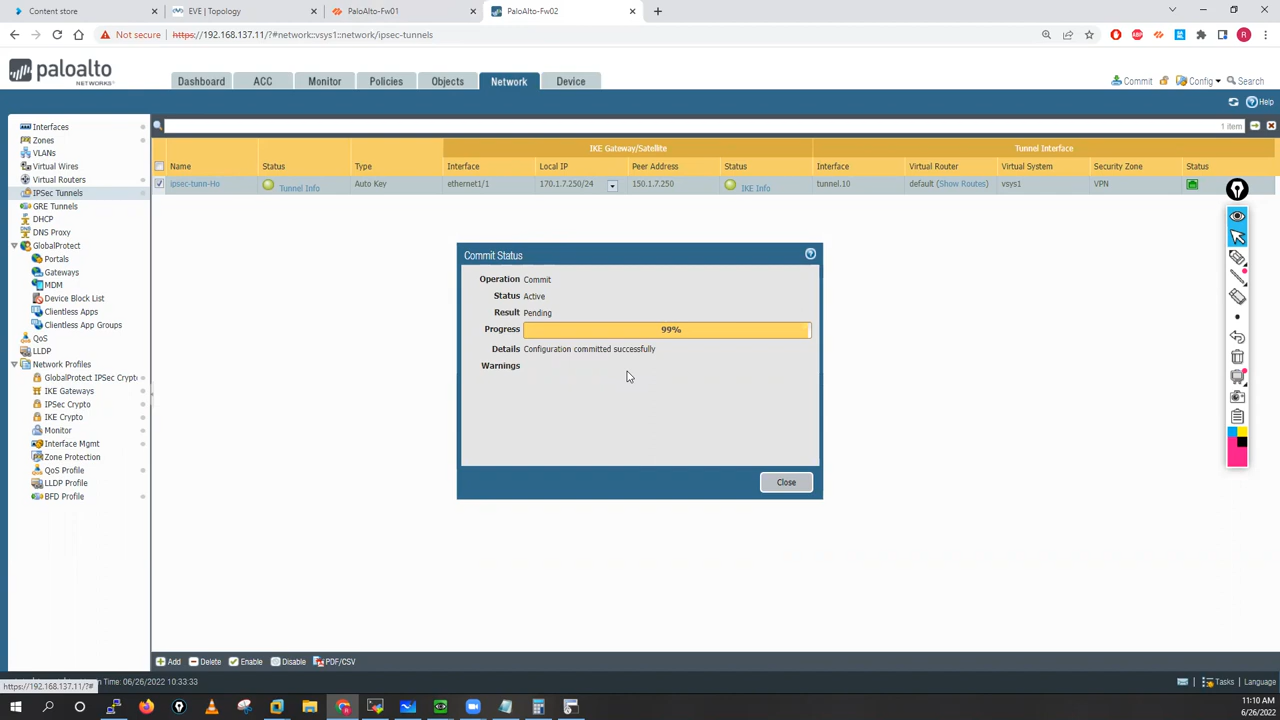 Content store
EVE | Topology
PaloAlto-Fw01
PaloAlto-Fw02
Not secure
https://192.168.137.11/?#network::vsys1::network/ipsec-tunnels
ABP
R
paloalto
NETWORKS
Dashboard
ACC
Monitor
Policies
Objects
Network
Device
Commit
Config
Search
Help
1 item
Interfaces
Zones
VLANs
Virtual Wires
Virtual Routers
IPSec Tunnels
GRE Tunnels
DHCP
DNS Proxy
GlobalProtect
Portals
Gateways
MDM
Device Block List
Clientless Apps
Clientless App Groups
QoS
LLDP
Network Profiles
GlobalProtect IPSec Crypto
IKE Gateways
IPSec Crypto
IKE Crypto
Monitor
Interface Mgmt
Zone Protection
QoS Profile
LLDP Profile
BFD Profile
IKE Gateway/Satellite
Tunnel Interface
Name Status Type Interface Local IP Peer Address Status Interface Virtual Router Virtual System Security Zone Status
ipsec-tunn-Ho Tunnel Info Auto Key ethernet1/1 170.1.7.250/24 150.1.7.250 IKE Info tunnel.10 default (Show Routes) vsys1 VPN
Commit Status
Operation Commit
Status Active
Result Pending
Progress 99%
Details Configuration committed successfully
Warnings
Close
Add Delete Enable Disable PDF/CSV
on Time: 06/26/2022 10:33:33
https://192.168.137.11/?#
Tasks
Language
11:10 AM
6/26/2022